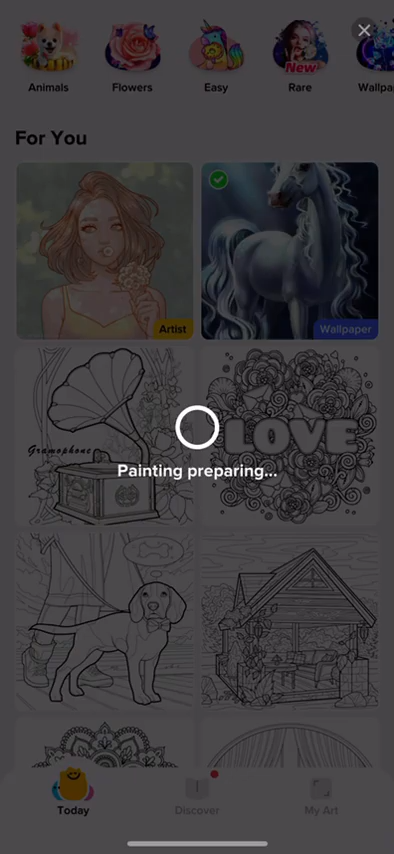 Animals
Flowers
Easy
New
Rare
Wallpa
For You
Artist
Wallpaper
Gramophone
LOVE
Painting preparing...
Today
Discover
My Art